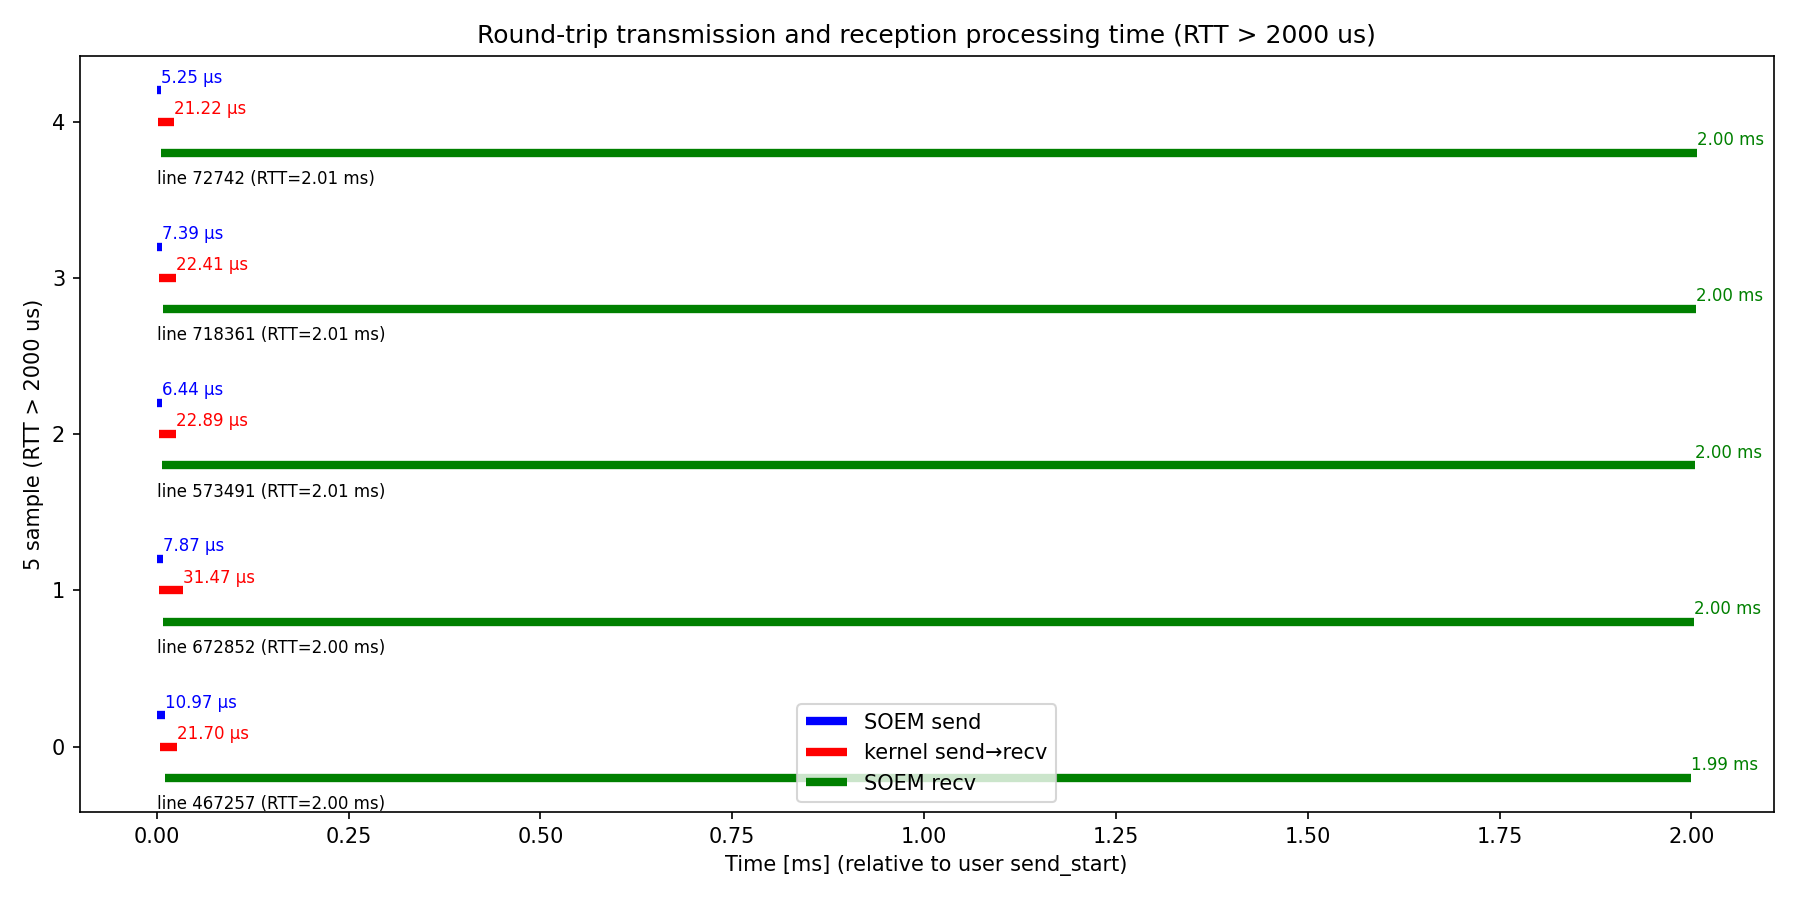 Round-trip transmission and reception processing time (RTT > 2000 us)
5 sample (RTT > 2000 us)
4
3
2
1
0
5.25 µs
21.22 µs
2.00 ms
line 72742 (RTT=2.01 ms)
7.39 µs
22.41 µs
2.00 ms
line 718361 (RTT=2.01 ms)
6.44 µs
22.89 µs
2.00 ms
line 573491 (RTT=2.01 ms)
7.87 µs
31.47 µs
2.00 ms
line 672852 (RTT=2.00 ms)
10.97 µs
21.70 µs
1.99 ms
line 467257 (RTT=2.00 ms)
SOEM send
kernel send→recv
SOEM recv
0.00 0.25 0.50 0.75 1.00 1.25 1.50 1.75 2.00
Time [ms] (relative to user send_start)